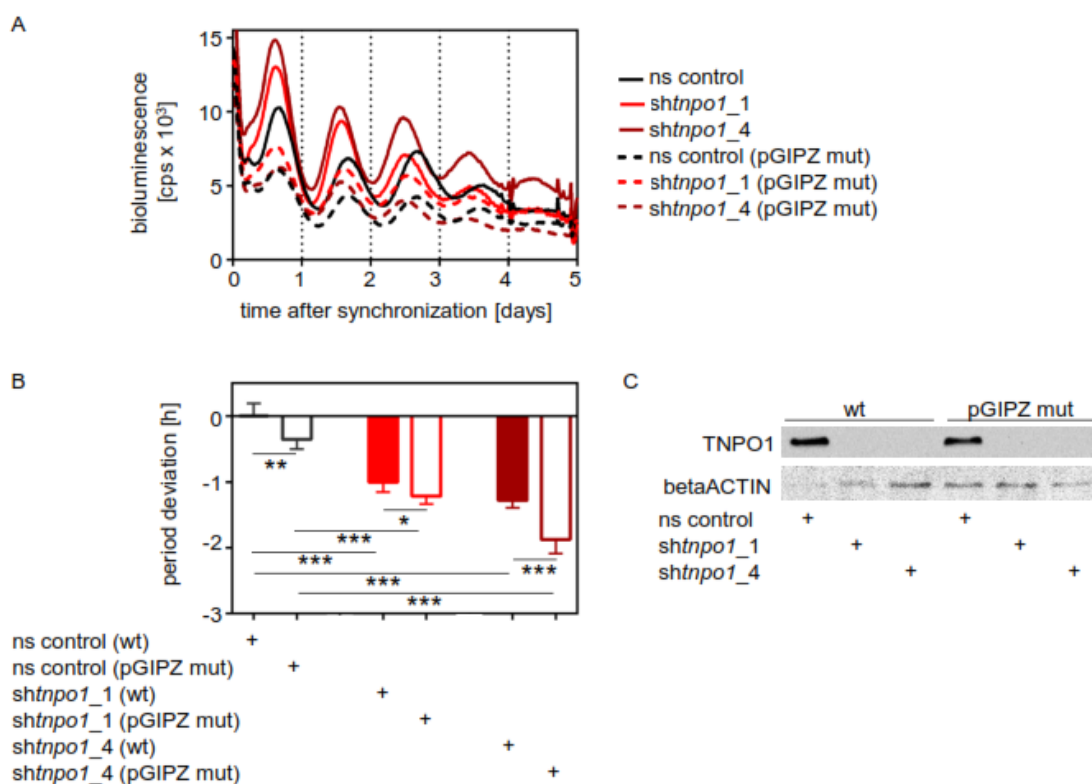 A
15
10
5
0
bioluminescence
[cps x 10³]
0 1 2 3 4 5
time after synchronization [days]
ns control
shtnpo1_1
shtnpo1_4
ns control (pGIPZ mut)
shtnpo1_1 (pGIPZ mut)
shtnpo1_4 (pGIPZ mut)
B
0
-1
-2
-3
period deviation [h]
**
*
***
***
***
***
***
ns control (wt) +
ns control (pGIPZ mut) +
shtnpo1_1 (wt) +
shtnpo1_1 (pGIPZ mut) +
shtnpo1_4 (wt) +
shtnpo1_4 (pGIPZ mut) +
C
wt pGIPZ mut
TNPO1
betaACTIN
ns control + +
shtnpo1_1 + +
shtnpo1_4 + +